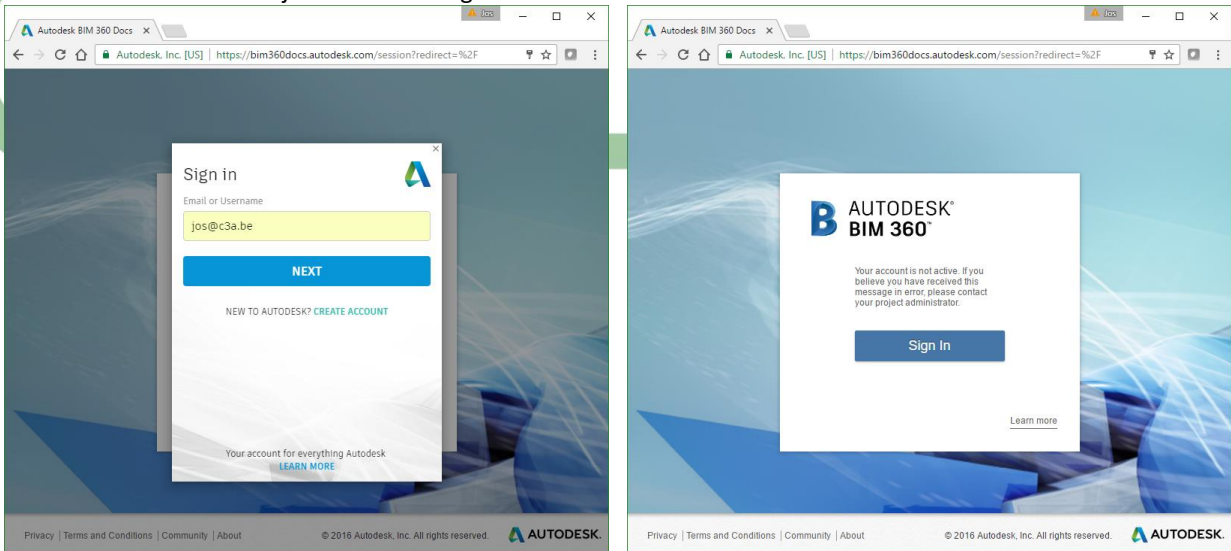 Jos
Autodesk BIM 360 Docs
Autodesk, Inc. [US] | https://bim360docs.autodesk.com/session?redirect=%2F
Sign in
Email or Username
jos@c3a.be
NEXT
NEW TO AUTODESK? CREATE ACCOUNT
Your account for everything Autodesk
LEARN MORE
Privacy | Terms and Conditions | Community | About
© 2016 Autodesk, Inc. All rights reserved.
AUTODESK.
Jos
Autodesk BIM 360 Docs
Autodesk, Inc. [US] | https://bim360docs.autodesk.com/session?redirect=%2F
AUTODESK®
BIM 360™
Your account is not active. If you
believe you have received this
message in error, please contact
your project administrator.
Sign In
Learn more
Privacy | Terms and Conditions | Community | About
© 2016 Autodesk, Inc. All rights reserved.
AUTODESK.